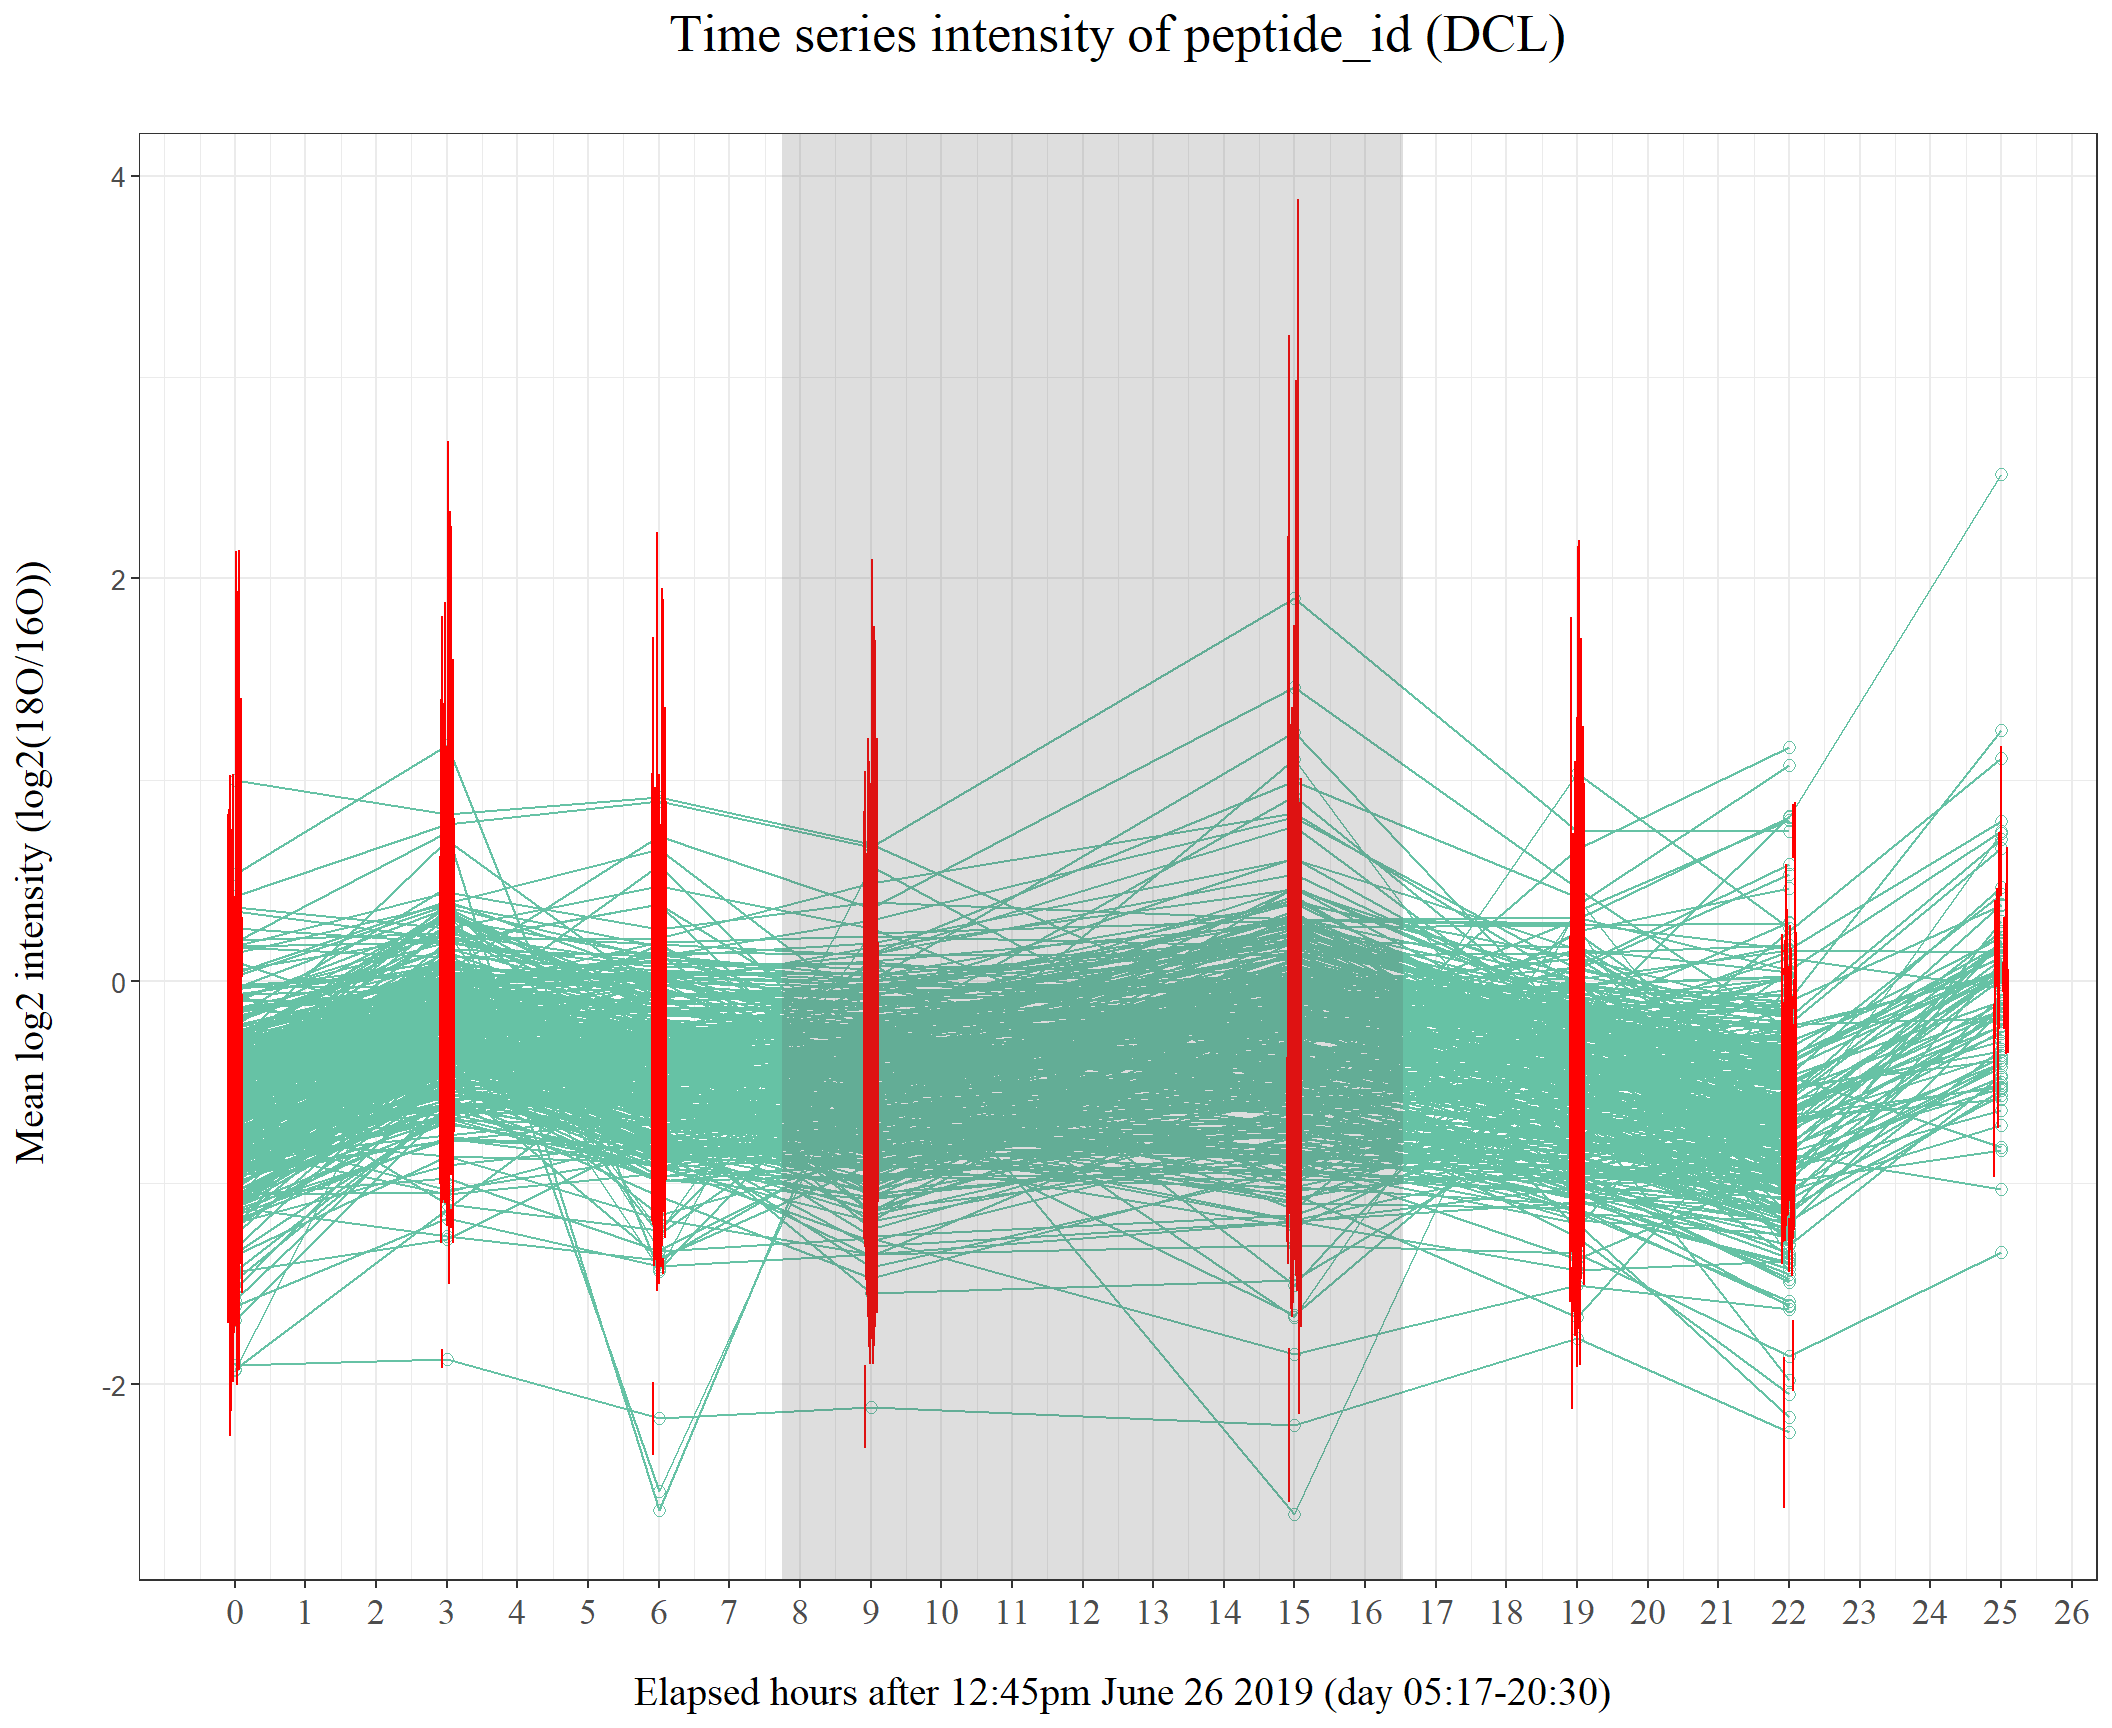 Time series intensity of peptide_id (DCL)
Mean log2 intensity (log2(18O/16O))
4
2
0
-2
0 1 2 3 4 5 6 7 8 9 10 11 12 13 14 15 16 17 18 19 20 21 22 23 24 25 26
Elapsed hours after 12:45pm June 26 2019 (day 05:17-20:30)